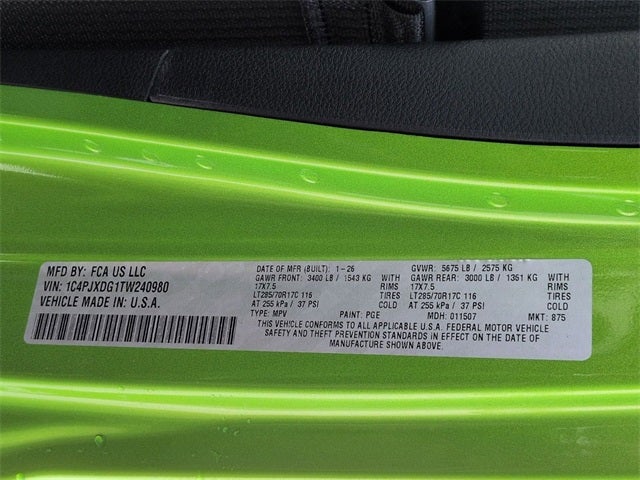 MFD BY: FCA US LLC
VIN: 1C4PJXDG1TW240980
VEHICLE MADE IN: U.S.A.
DATE OF MFR (BUILT): 1-26 GVWR: 5675 LB / 2575 KG
GAWR FRONT: 3400 LB / 1543 KG GAWR REAR: 3000 LB / 1361 KG
17X7.5 RIMS 17X7.5 RIMS
LT285/70R17C 116 TIRES LT285/70R17C 116 TIRES
AT 255 kPa / 37 PSI COLD AT 255 kPa / 37 PSI COLD
TYPE: MPV PAINT: PGE MDH: 011507 MKT: 875
THIS VEHICLE CONFORMS TO ALL APPLICABLE U.S.A. FEDERAL MOTOR VEHICLE
SAFETY AND THEFT PREVENTION STANDARDS IN EFFECT ON THE DATE OF
MANUFACTURE SHOWN ABOVE.